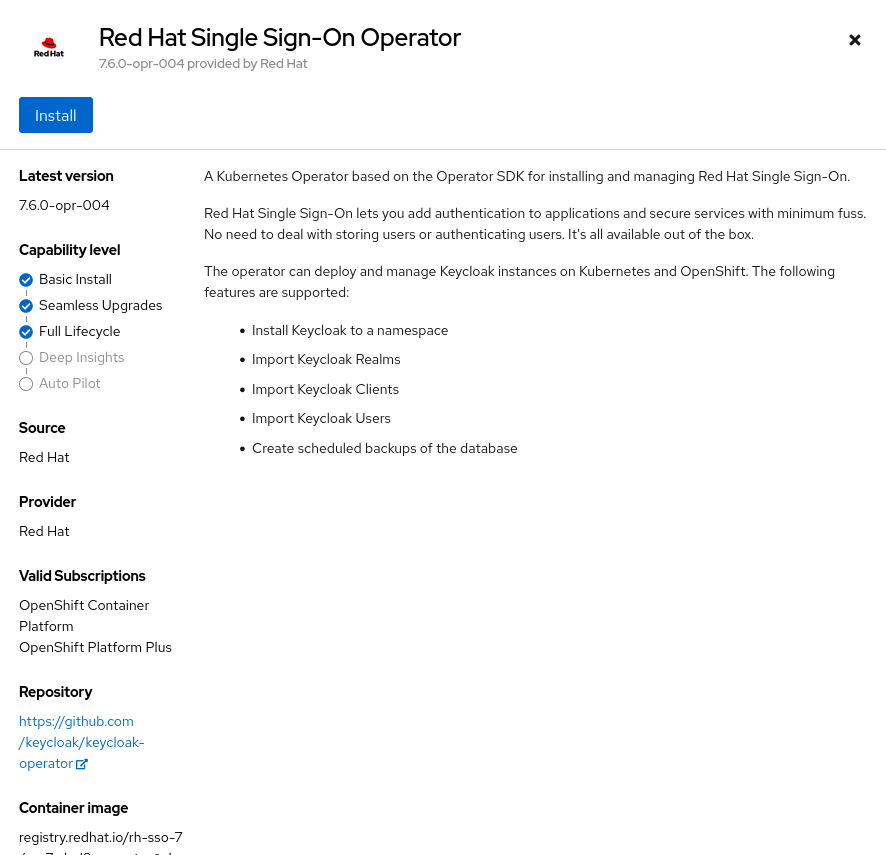 Red Hat
Red Hat Single Sign-On Operator
7.6.0-opr-004 provided by Red Hat
Install
Latest version
7.6.0-opr-004
Capability level
Basic Install
Seamless Upgrades
Full Lifecycle
Deep Insights
Auto Pilot
Source
Red Hat
Provider
Red Hat
Valid Subscriptions
OpenShift Container
Platform
OpenShift Platform Plus
Repository
https://github.com
/keycloak/keycloak-
operator
Container image
registry.redhat.io/rh-sso-7
A Kubernetes Operator based on the Operator SDK for installing and managing Red Hat Single Sign-On.
Red Hat Single Sign-On lets you add authentication to applications and secure services with minimum fuss.
No need to deal with storing users or authenticating users. It's all available out of the box.
The operator can deploy and manage Keycloak instances on Kubernetes and OpenShift. The following
features are supported:
• Install Keycloak to a namespace
• Import Keycloak Realms
• Import Keycloak Clients
• Import Keycloak Users
• Create scheduled backups of the database